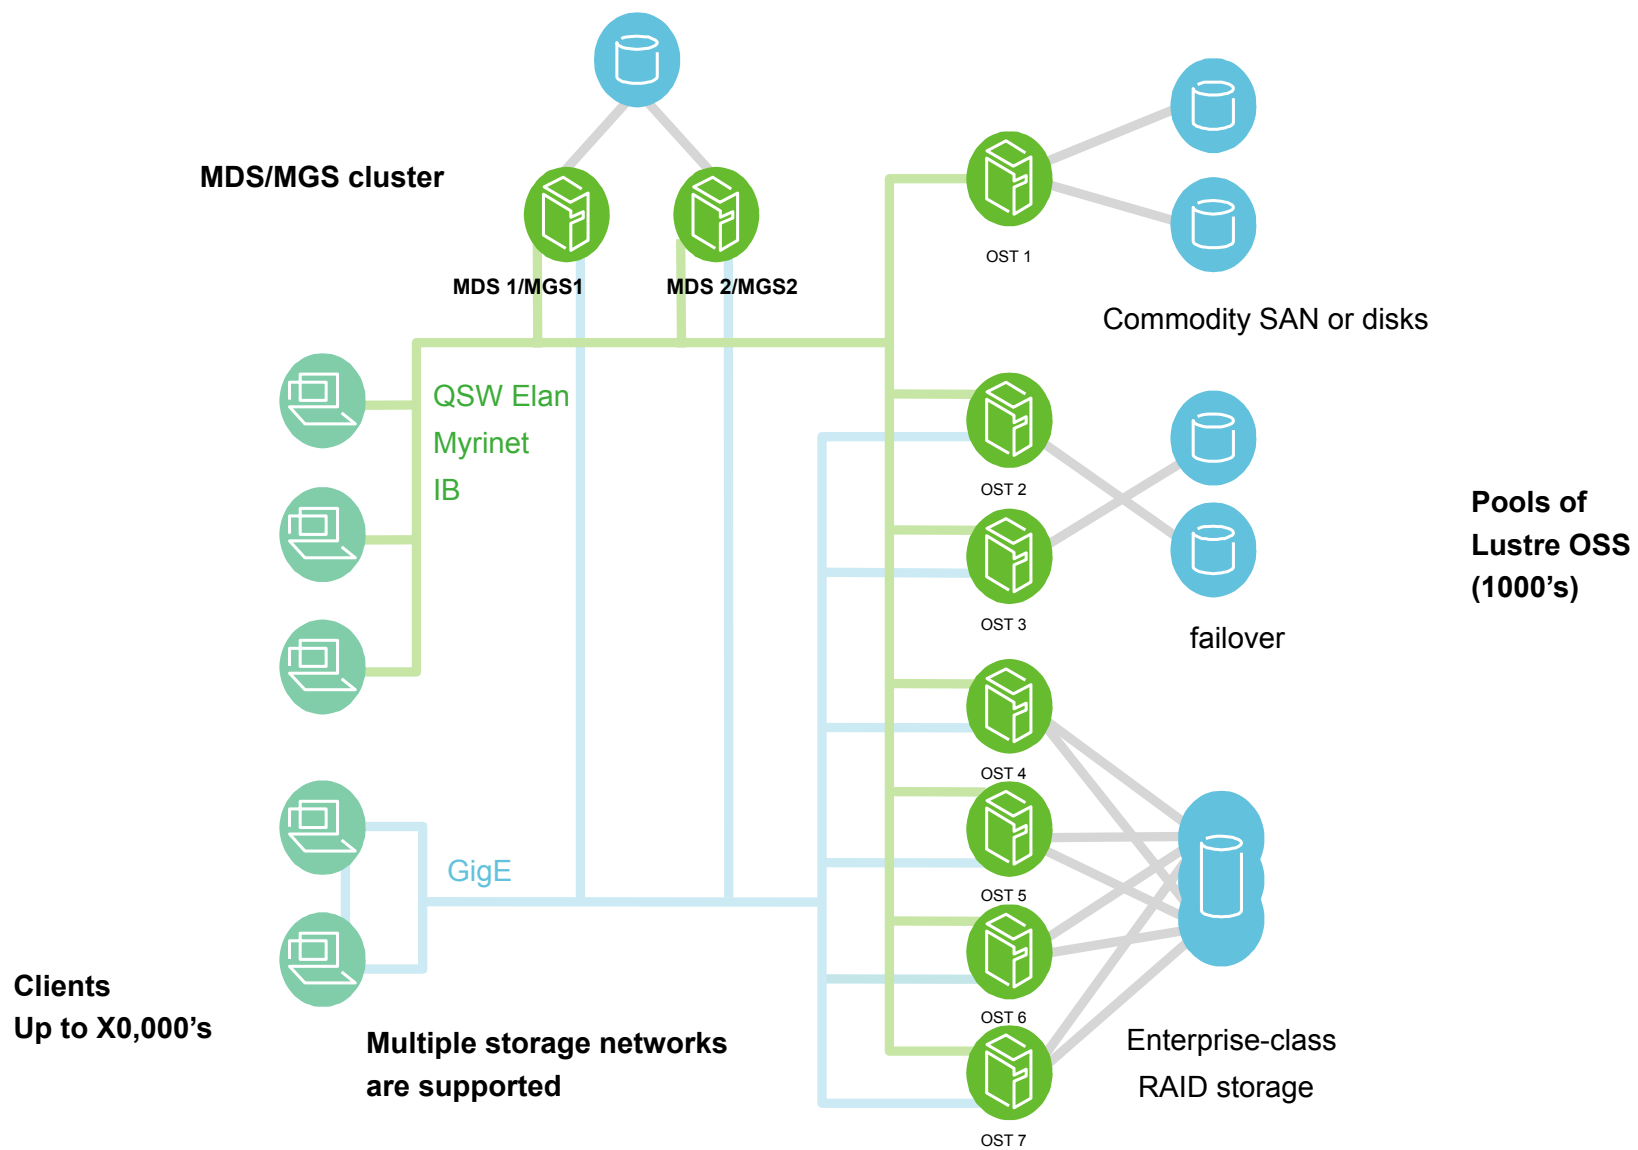 MDS/MGS cluster
MDS 1/MGS1
MDS 2/MGS2
OST 1
Commodity SAN or disks
QSW Elan
Myrinet
IB
OST 2
Pools of
Lustre OSS
(1000’s)
OST 3
failover
OST 4
GigE
OST 5
Clients
Up to X0,000’s
OST 6
Multiple storage networks
are supported
Enterprise-class
RAID storage
OST 7